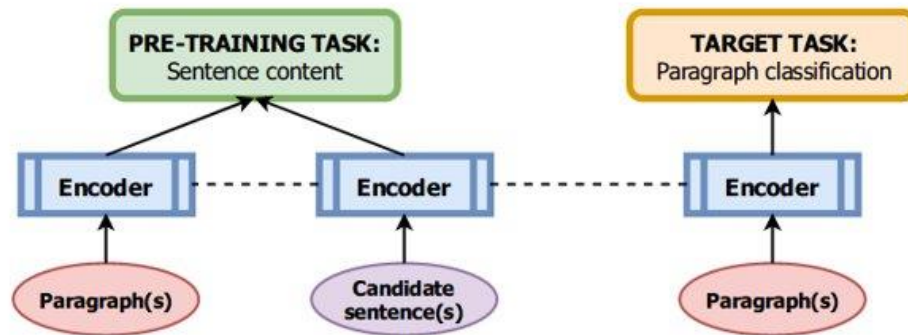 PRE-TRAINING TASK:
Sentence content
TARGET TASK:
Paragraph classification
Encoder
Encoder
Encoder
Paragraph(s)
Candidate
sentence(s)
Paragraph(s)